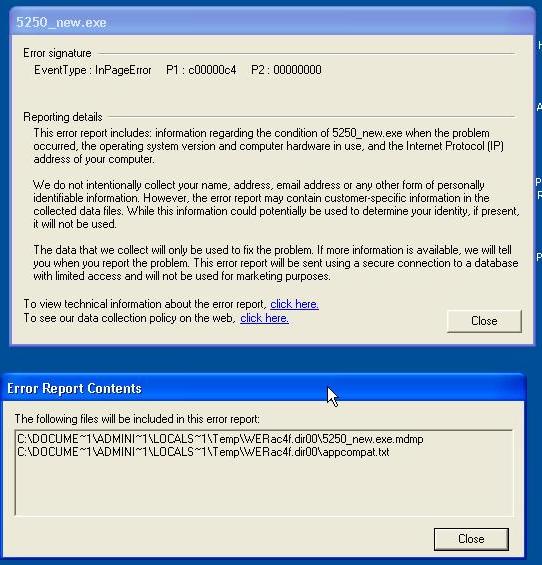 5250_new.exe
Error signature
EventType : InPageError P1 : c00000c4 P2 : 00000000
Reporting details
This error report includes: information regarding the condition of 5250_new.exe when the problem
occurred, the operating system version and computer hardware in use, and the Internet Protocol (IP)
address of your computer.
We do not intentionally collect your name, address, email address or any other form of personally
identifiable information. However, the error report may contain customer-specific information in the
collected data files. While this information could potentially be used to determine your identity, if present,
it will not be used.
The data that we collect will only be used to fix the problem. If more information is available, we will tell
you when you report the problem. This error report will be sent using a secure connection to a database
with limited access and will not be used for marketing purposes.
To view technical information about the error report, click here.
To see our data collection policy on the web, click here.
Close
Error Report Contents
The following files will be included in this error report:
C:\DOCUME~1\ADMINI~1\LOCALS~1\Temp\WERac4f.dir00\5250_new.exe.mdmp
C:\DOCUME~1\ADMINI~1\LOCALS~1\Temp\WERac4f.dir00\appcompat.txt
Close